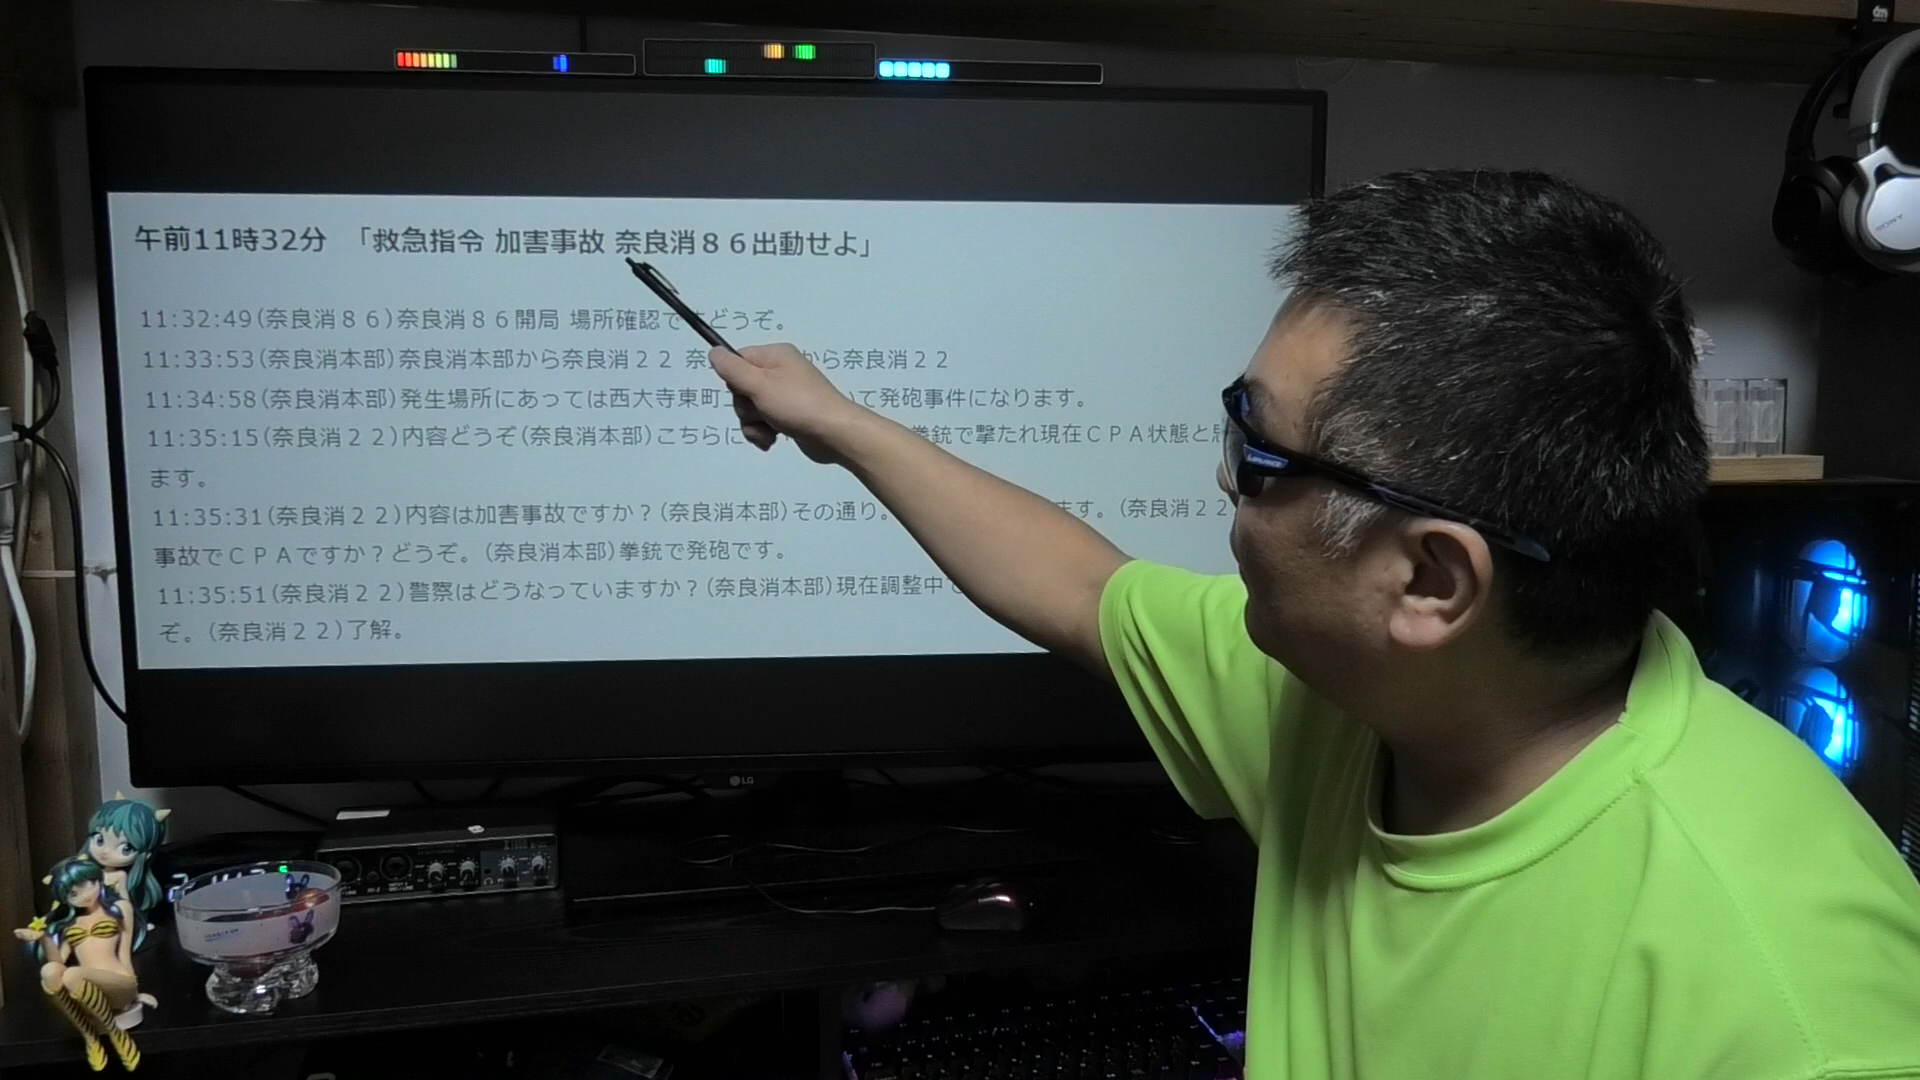 午前11時32分 「救急指令 加害事故 奈良消８６出動せよ」
11:32:49(奈良消８６)奈良消８６開局 場所確認で どうぞ。
11:33:53(奈良消本部)奈良消本部から奈良消２２ 奈 から奈良消２２
11:34:58(奈良消本部)発生場所にあっては西大寺東町 て発砲事件になります。
11:35:15(奈良消２２)内容どうぞ(奈良消本部)こちらに 拳銃で撃たれ現在ＣＰＡ状態と
ます。
11:35:31(奈良消２２)内容は加害事故ですか？(奈良消本部)その通り。 ます。(奈良消２２
事故でＣＰＡですか？どうぞ。(奈良消本部)拳銃で発砲です。
11:35:51(奈良消２２)警察はどうなっていますか？(奈良消本部)現在調整中
ぞ。(奈良消２２)了解。
LG
SONY